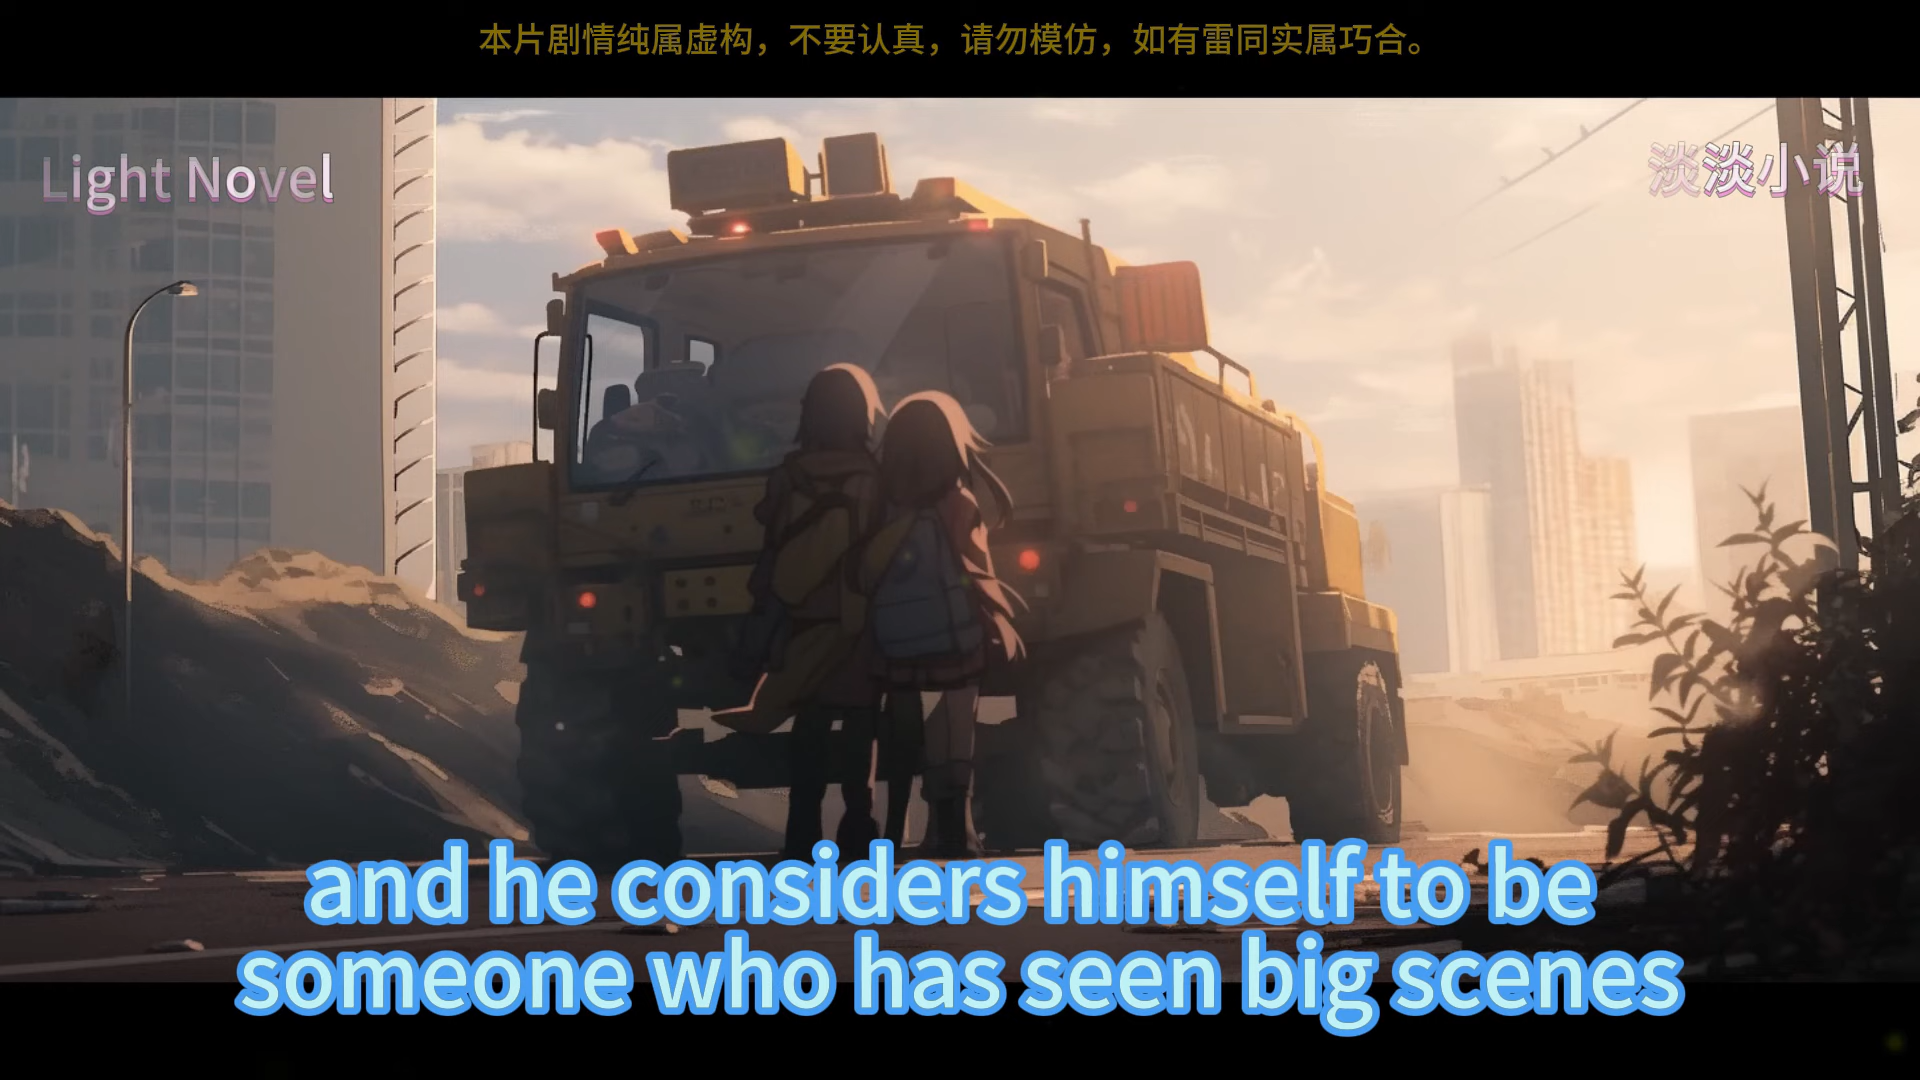 本片剧情纯属虚构，不要认真，请勿模仿，如有雷同实属巧合。
Light Novel
淡淡小说
and he considers himself to be
someone who has seen big scenes